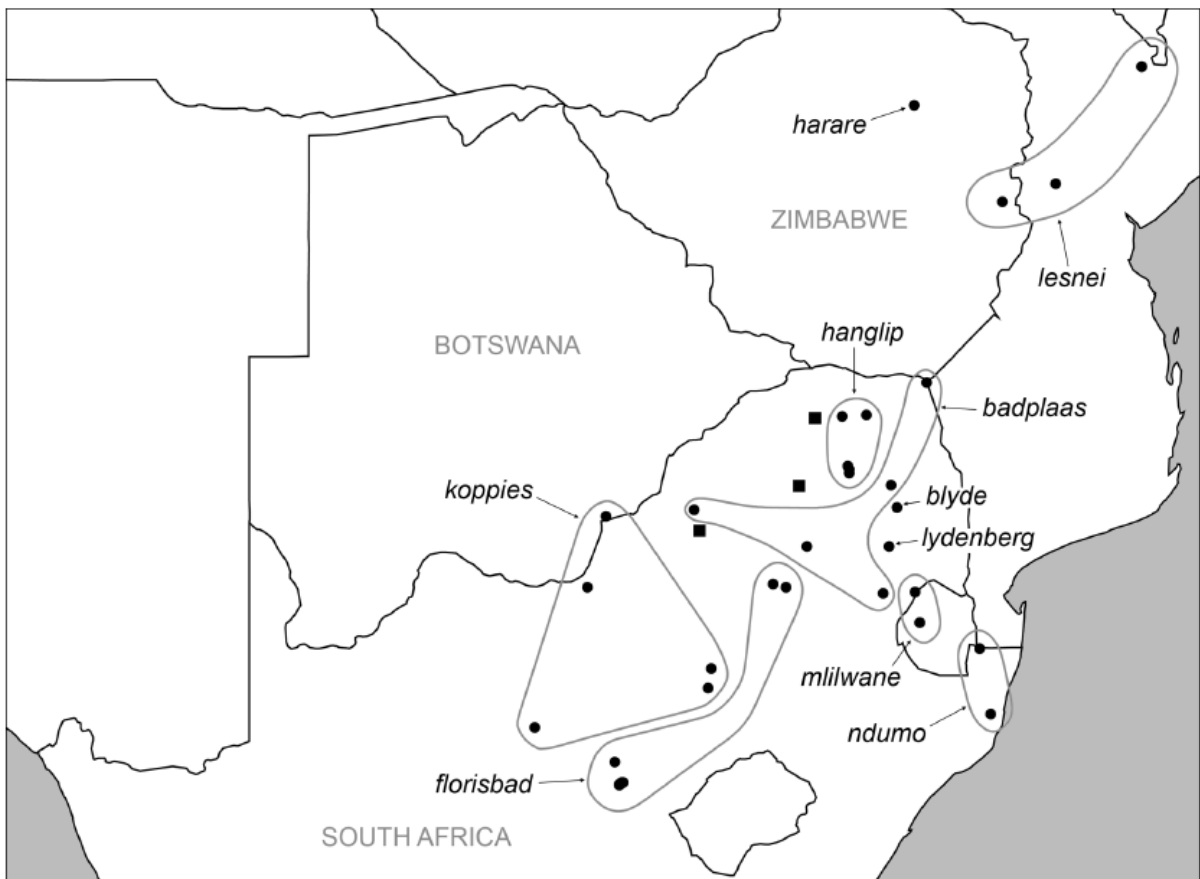 harare
ZIMBABWE
lesnei
hanglip
BOTSWANA
badplaas
koppies
blyde
lydenberg
mlilwane
ndumo
florisbad
SOUTH AFRICA